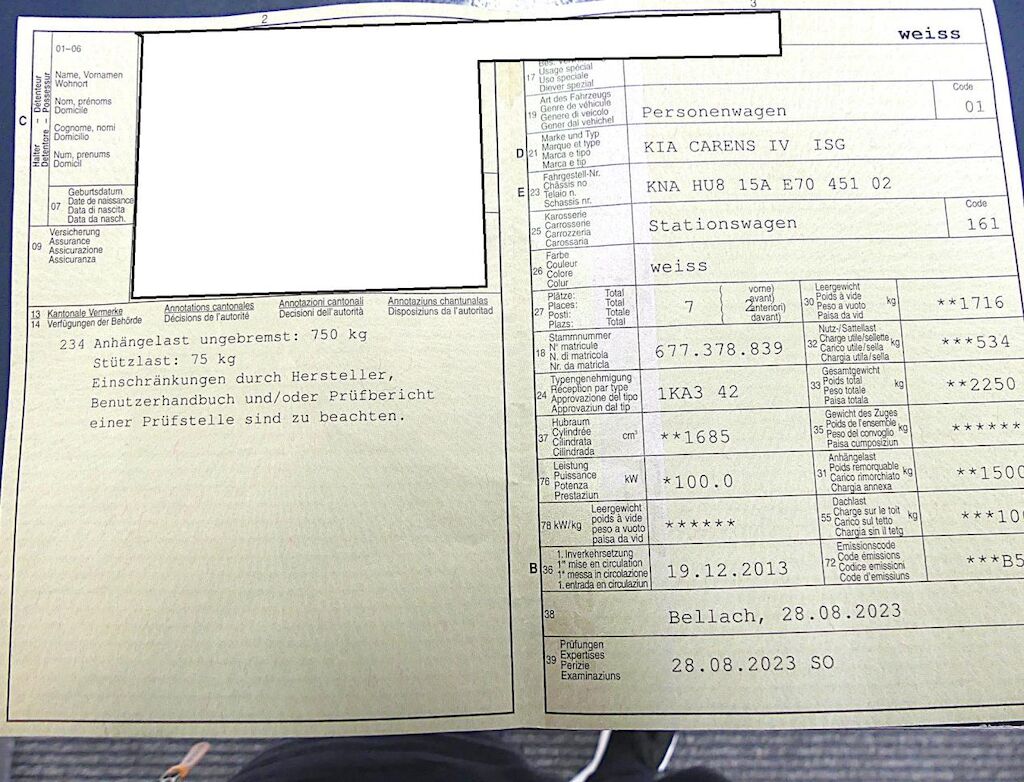 2
C
Halter – Détenteur
Detentore – Possessur
01–06
Name, Vornamen
Wohnort
Nom, prénoms
Domicile
Cognome, nomi
Domicilio
Num, prenums
Domicil
07
Geburtsdatum
Date de naissance
Data di nascita
Data da nasch.
09
Versicherung
Assurance
Assicurazione
Assicuranza
13 Kantonale Vermerke Annotations cantonales Annotazioni cantonali Annotaziuns chantunalas
14 Verfügungen der Behörde Décisions de l'autorité Decisioni dell'autorità Disposiziuns da l'autoritad
234 Anhängelast ungebremst: 750 kg
Stützlast: 75 kg
Einschränkungen durch Hersteller,
Benutzerhandbuch und/oder Prüfbericht
einer Prüfstelle sind zu beachten.
3
weiss
17
Usage spécial
Uso speciale
Diever spezial
19
Art des Fahrzeugs
Genre de véhicule
Genere di veicolo
Gener dal vehichel
Personenwagen
Code
01
D 21
Marke und Typ
Marque et type
Marca e tipo
Marca e tip
KIA CARENS IV ISG
E 23
Fahrgestell-Nr.
Châssis no
Telaio n.
Schassis nr.
KNA HU8 15A E70 451 02
25
Karosserie
Carrosserie
Carrozzeria
Carossaria
Stationswagen
Code
161
26
Farbe
Couleur
Colore
Colur
weiss
27
Plätze: Total
Places: Total
Posti: Totale
Plazs: Total
7
vorne)
avant)
anteriori)
davant)
2
30
Leergewicht
Poids à vide
Peso a vuoto
Paisa da vid
kg
**1716
18
Stammnummer
N° matricule
N. di matricola
Nr. da matricla
677.378.839
32
Nutz-/Sattellast
Charge utile/sellette
Carico utile/sella
Chargia utila/sella
kg
***534
24
Typengenehmigung
Réception par type
Approvazione del tipo
Approvaziun dal tip
1KA3 42
33
Gesamtgewicht
Poids total
Peso totale
Paisa totala
kg
**2250
37
Hubraum
Cylindrée
Cilindrata
Cilindrada
cm³
**1685
35
Gewicht des Zuges
Poids de l'ensemble
Peso del convoglio
Paisa cumposiziun
kg
******
76
Leistung
Puissance
Potenza
Prestaziun
kW
*100.0
31
Anhängelast
Poids remorquable
Carico rimorchiato
Chargia annexa
kg
**1500
78 kW/kg
Leergewicht
poids à vide
peso a vuoto
paisa da vid
******
55
Dachlast
Charge sur le toit
Carico sul tetto
Chargia sin il tetg
kg
***10
B 36
1. Inverkehrsetzung
1re mise en circulation
1a messa in circolazione
1. entrada en circulaziun
19.12.2013
72
Emissionscode
Code émissions
Codice emissioni
Code d'emissiuns
***B5
38
Bellach, 28.08.2023
39
Prüfungen
Expertises
Perizie
Examinaziuns
28.08.2023 SO